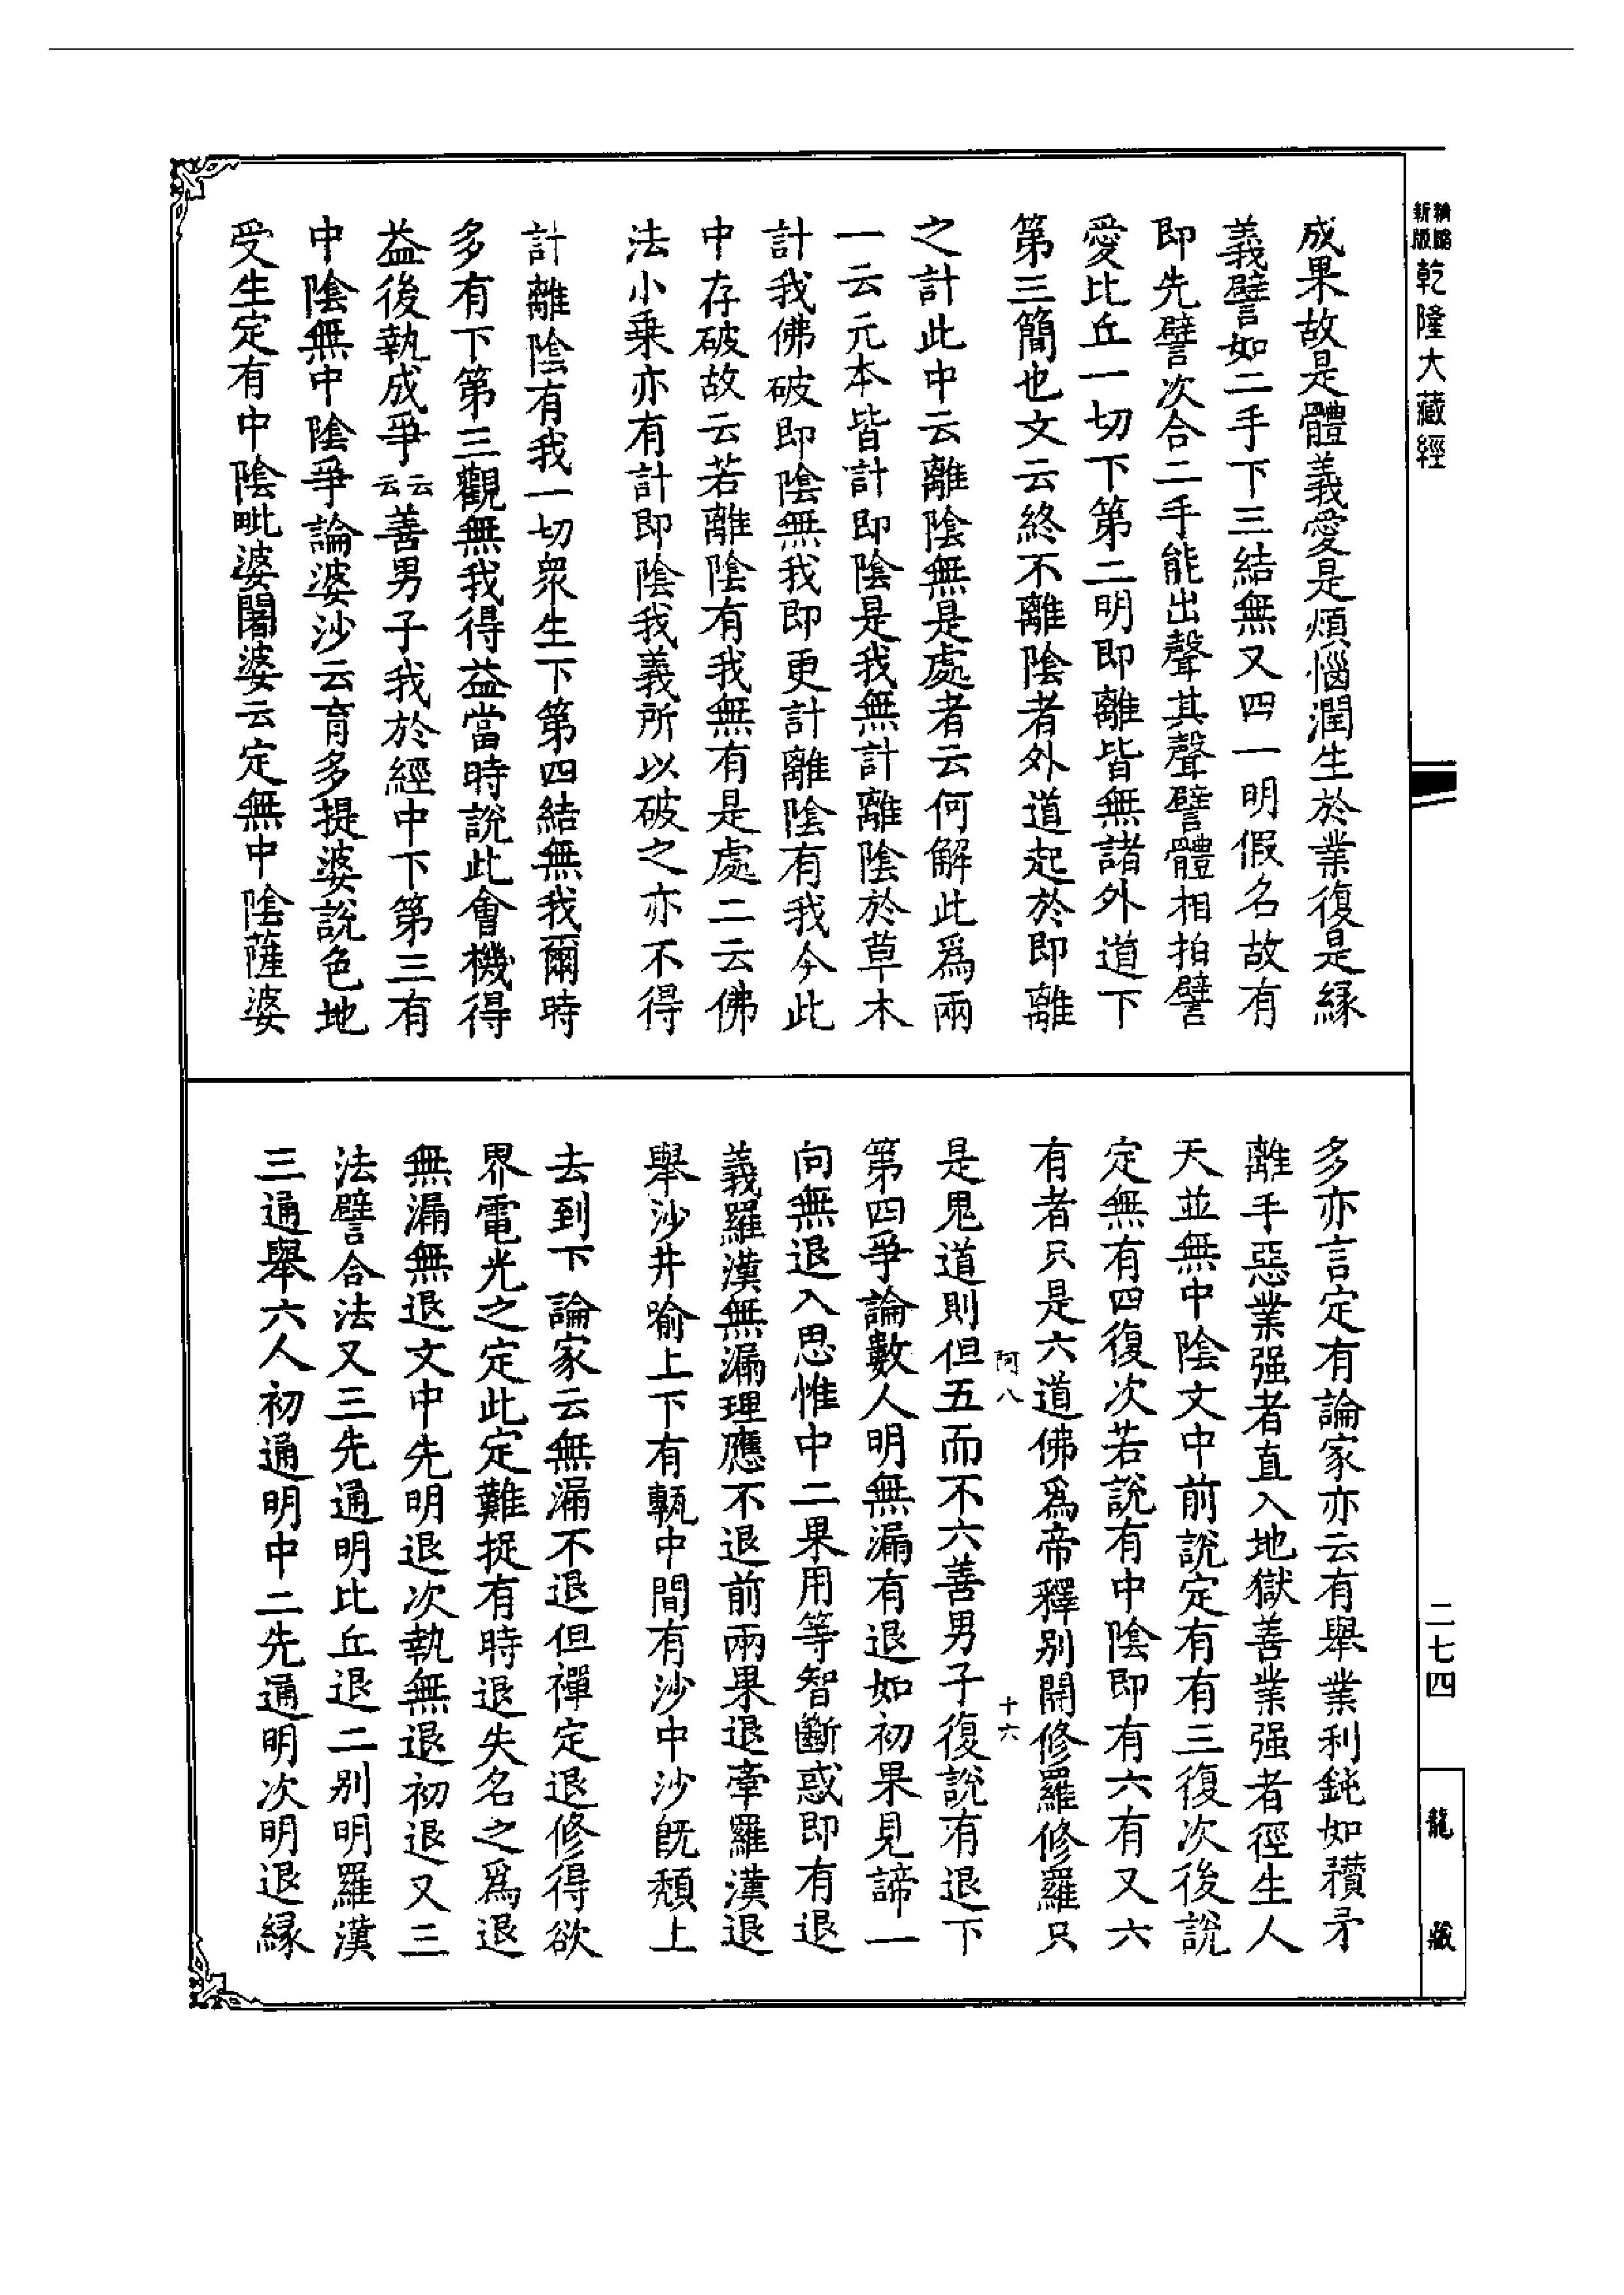 新版精縮
乾隆大藏經
成果故是體義愛是煩惱潤生於業復是緣
義譬如二手下三結無又四一明假名故有
即先譬次合二手能出聲其聲譬體相拍譬
愛比丘一切下第二明即離皆無諸外道下
第三簡也文云終不離陰者外道起於即離
之計此中云離陰無是處者云何解此爲兩
一云元本皆計即陰是我無計離陰於草木
計我佛破即陰無我即更計離陰有我今此
中存破故云若離陰有我無有是處二云佛
法小乘亦有計即陰我義所以破之亦不得
計離陰有我一切衆生下第四結無我爾時
多有下第三觀無我得益當時說此會機得
益後執成爭云云善男子我於經中下第三有
中陰無中陰爭論婆沙云育多提婆說色地
受生定有中陰毗婆闍婆云定無中陰薩婆
多亦言定有論家亦云有舉業利鈍如積矛
離手惡業强者直入地獄善業强者徑生人
天並無中陰文中前說定有有三復次後說
定無有四復次若說有中陰即有六有又六
有者只是六道佛爲帝釋別開修羅修羅只
阿八 十六
是鬼道則但五而不六善男子復說有退下
第四爭論數人明無漏有退如初果見諦一
向無退入思惟中二果用等智斷惑即有退
義羅漢無漏理應不退前兩果退牽羅漢退
舉沙井喻上下有甎中間有沙中沙旣頹上
去到下論家云無漏不退但禪定退修得欲
界電光之定此定難捉有時退失名之爲退
無漏無退文中先明退次執無退初退又三
法譬合法又三先通明比丘退二別明羅漢
三通舉六人初通明中二先通明次明退緣
二七四
龍藏